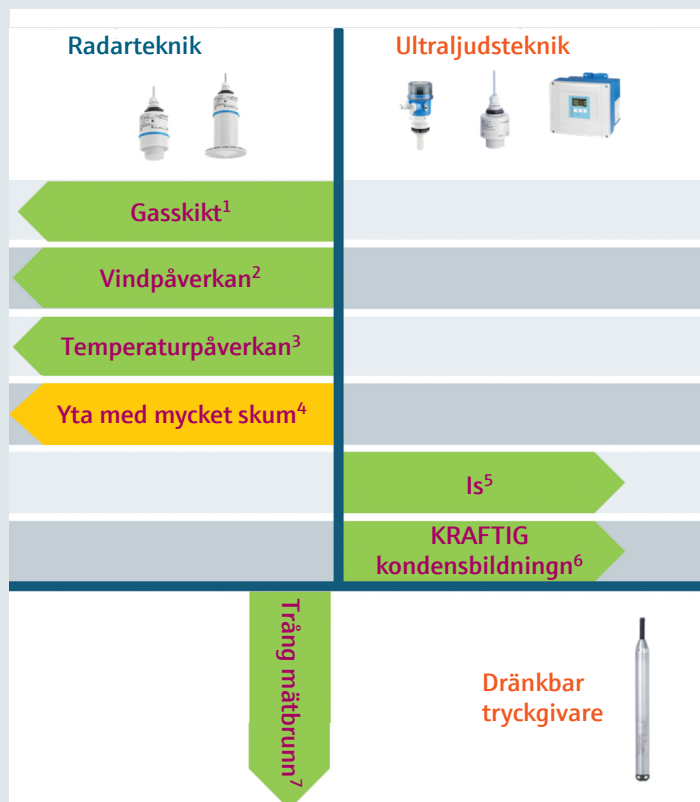 Radarteknik
Ultraljudsteknik
Gasskikt¹
Vindpåverkan²
Temperaturpåverkan³
Yta med mycket skum⁴
Is⁵
KRAFTIG
kondensbildningn⁶
Trång mätbrunn⁷
Dränkbar
tryckgivare